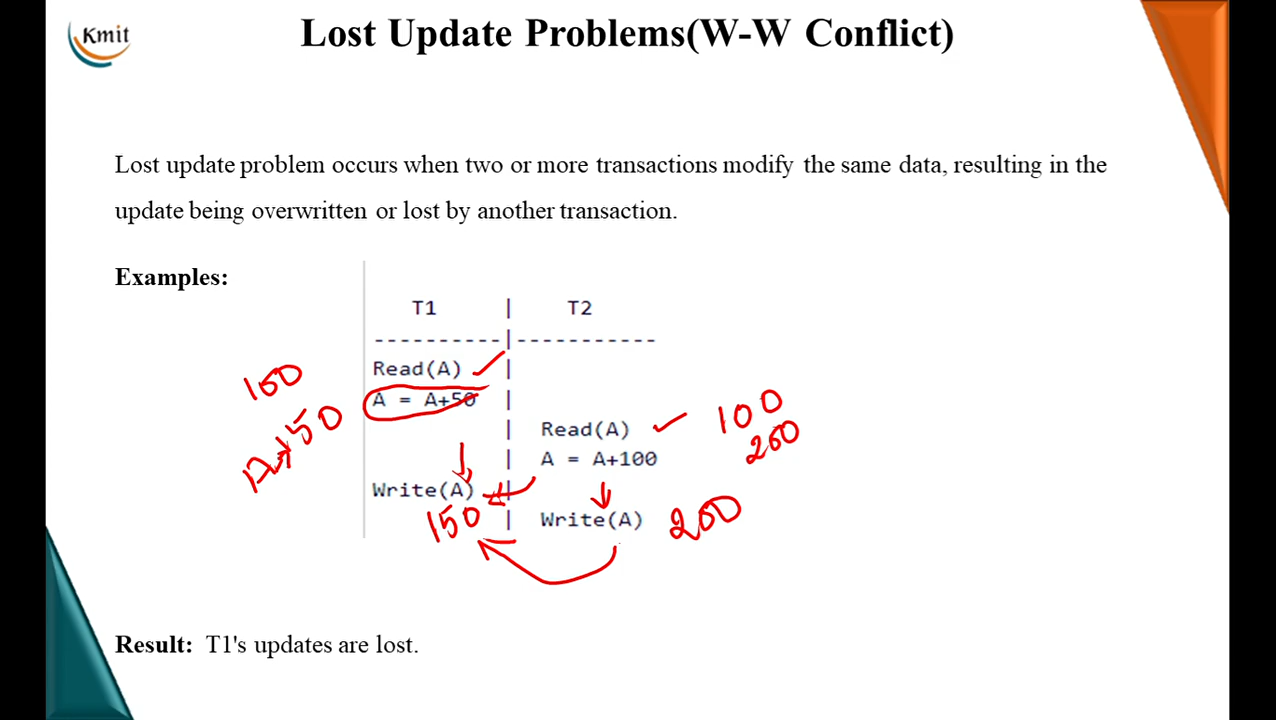 Kmit
Lost Update Problems(W-W Conflict)
Lost update problem occurs when two or more transactions modify the same data, resulting in the
update being overwritten or lost by another transaction.
Examples:
T1 | T2
----------|-----------
Read(A) |
100
A = A+50 |
A+50
| Read(A) 100
| A = A+100 200
Write(A) |
150
| Write(A) 200
Result: T1's updates are lost.